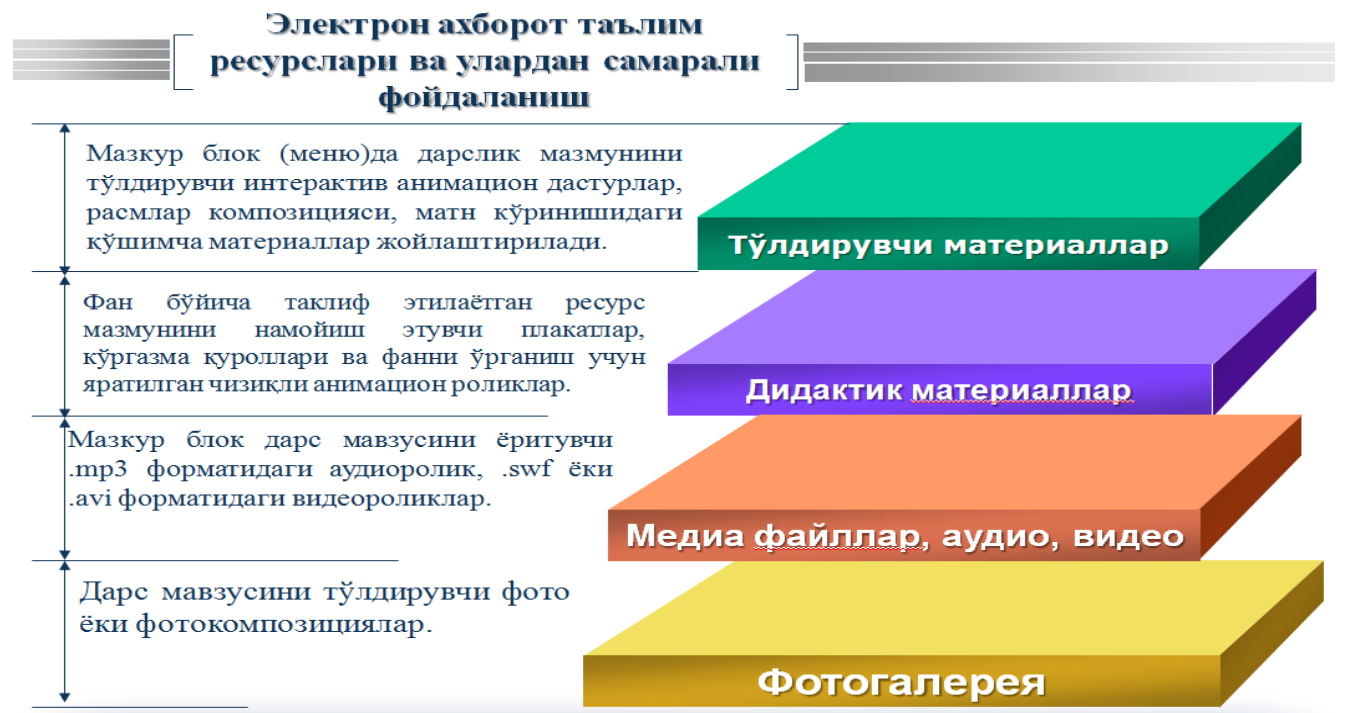 Электрон ахборот таълим
ресурслари ва улардан самарали
фойдаланиш
Мазкур блок (меню)да дарслик мазмунини
тўлдирувчи интерактив анимацион дастурлар,
расмлар композицияси, матн кўринишидаги
қўшимча материаллар жойлаштирилади.
Тўлдирувчи материаллар
Фан бўйича таклиф этилаётган ресурс
мазмунини намойиш этувчи плакатлар,
кўргазма қуроллари ва фанни ўрганиш учун
яратилган чизиқли анимацион роликлар.
Дидактик материаллар
Мазкур блок дарс мавзусини ёритувчи
.mp3 форматидаги аудиоролик, .swf ёки
.avi форматидаги видеороликлар.
Медиа файллар, аудио, видео
Дарс мавзусини тўлдирувчи фото
ёки фотокомпозициялар.
Фотогалерея